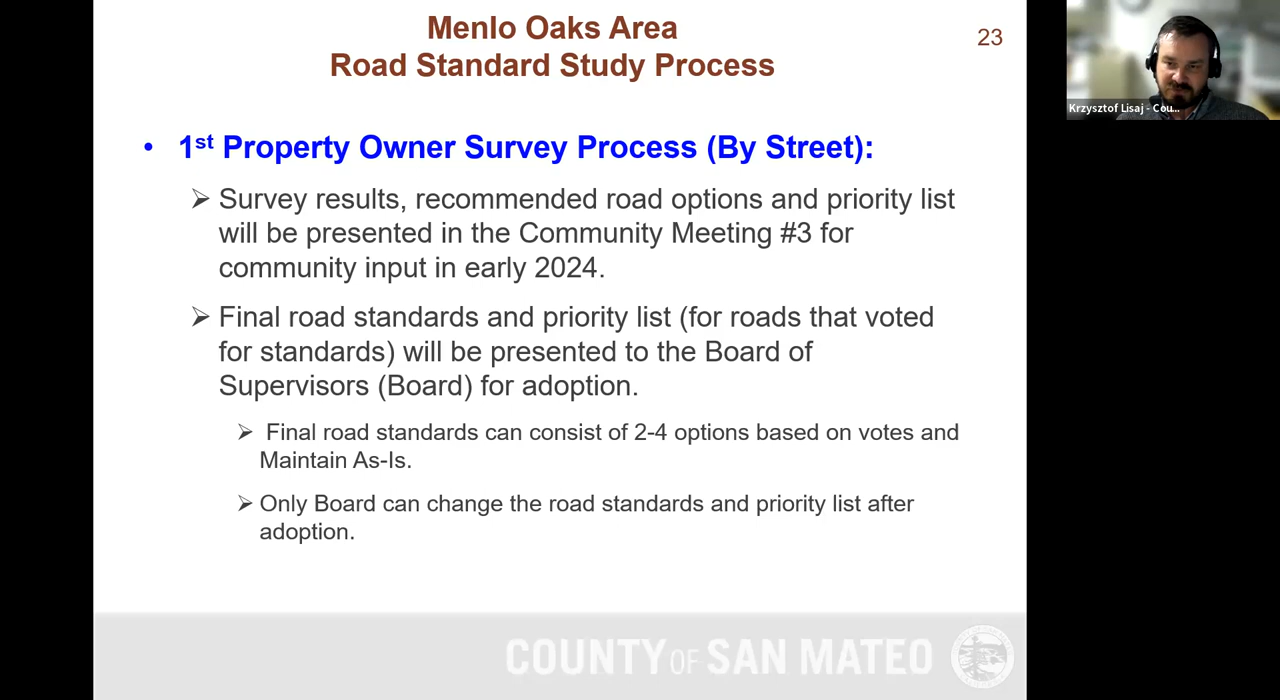 Menlo Oaks Area
Road Standard Study Process
23
Krzysztof Lisaj - Cou...
• 1st Property Owner Survey Process (By Street):
➢ Survey results, recommended road options and priority list
will be presented in the Community Meeting #3 for
community input in early 2024.
➢ Final road standards and priority list (for roads that voted
for standards) will be presented to the Board of
Supervisors (Board) for adoption.
➢ Final road standards can consist of 2-4 options based on votes and
Maintain As-Is.
➢ Only Board can change the road standards and priority list after
adoption.
COUNTY OF SAN MATEO